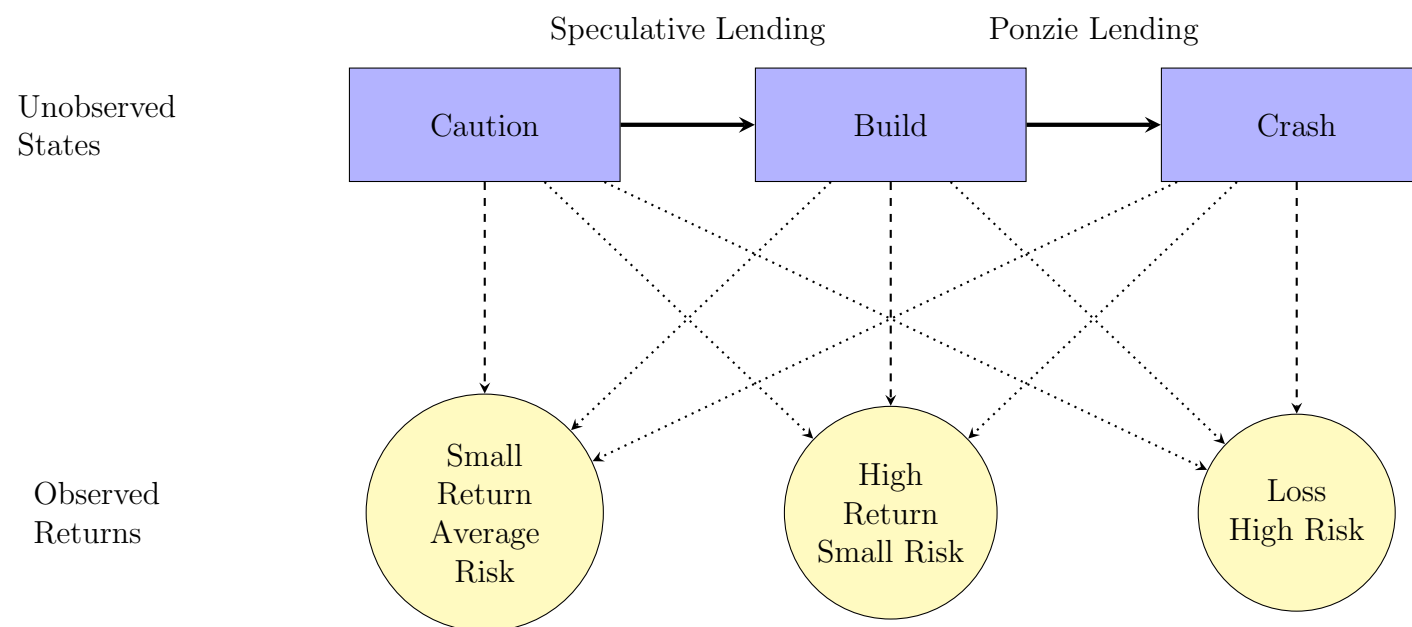 Speculative Lending
Ponzie Lending
Unobserved
States
Caution
Build
Crash
Observed
Returns
Small
Return
Average
Risk
High
Return
Small Risk
Loss
High Risk